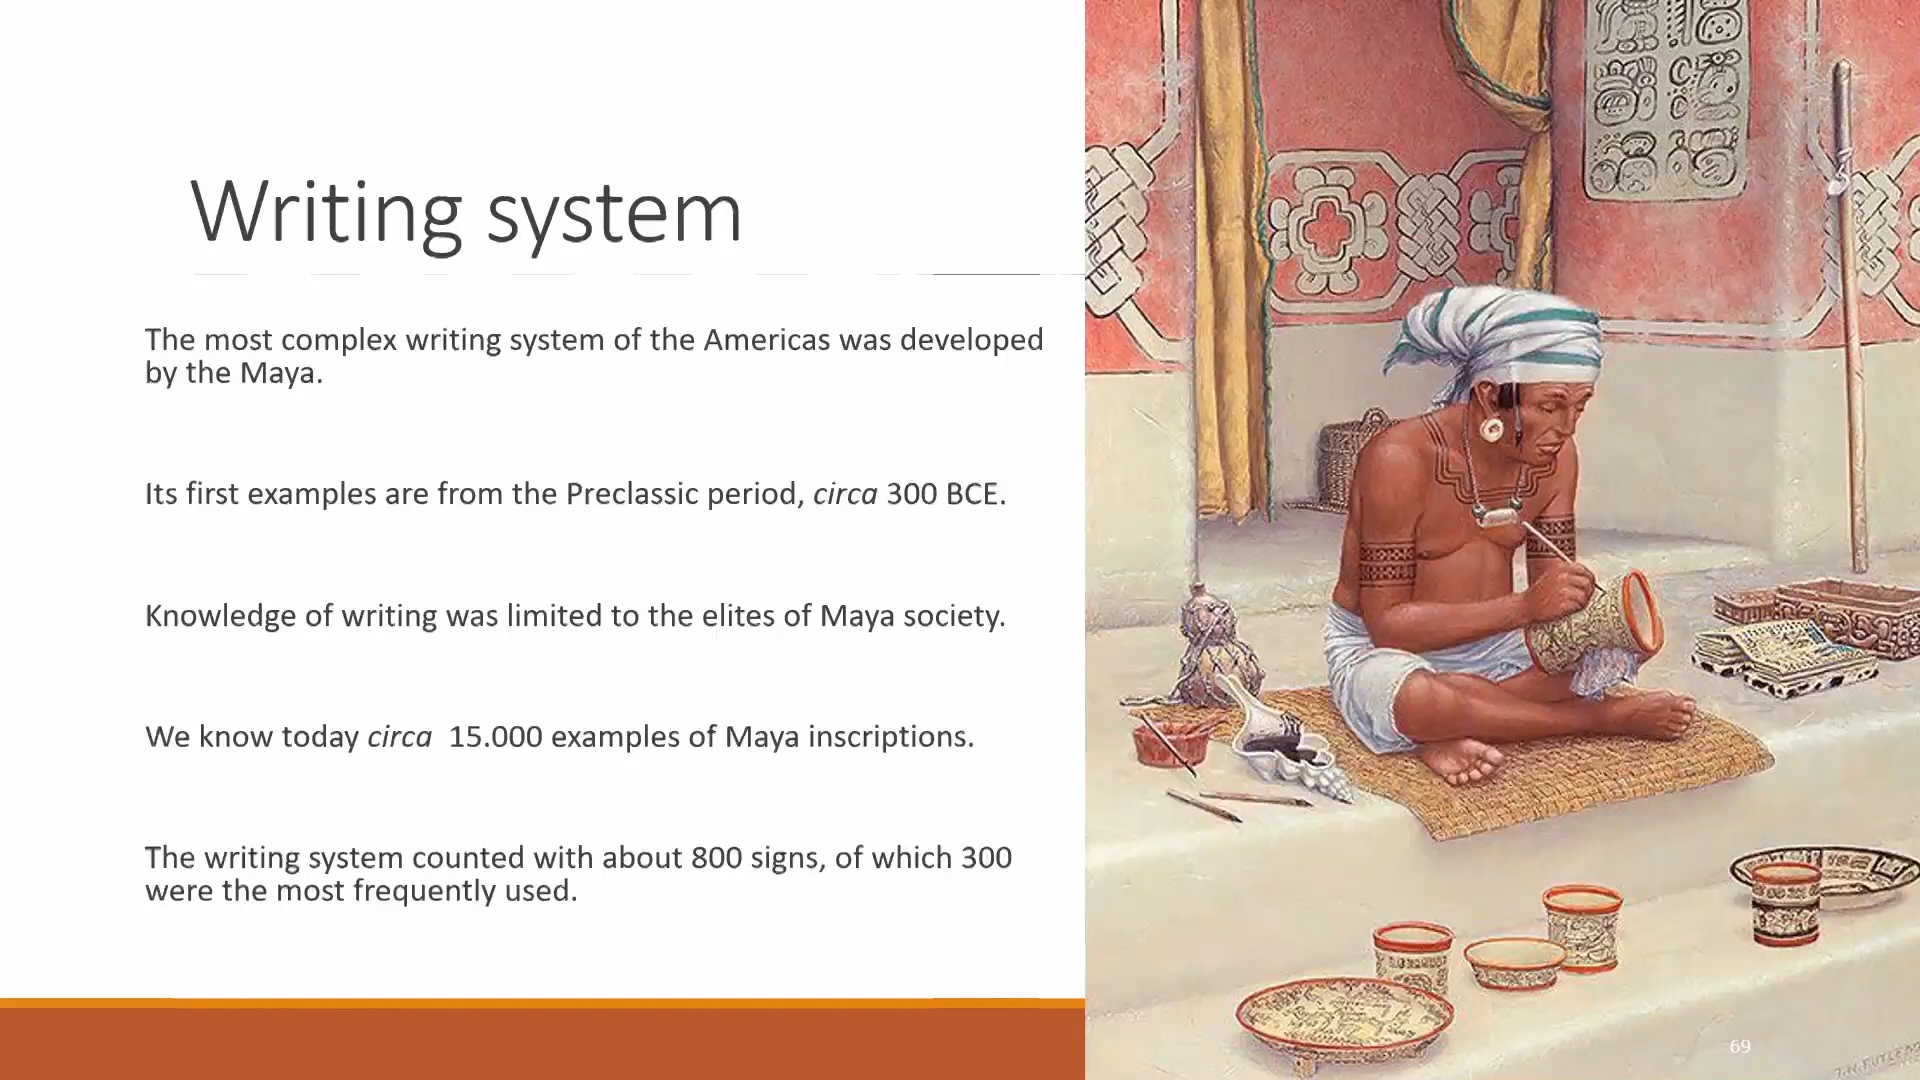 Writing system
The most complex writing system of the Americas was developed
by the Maya.
Its first examples are from the Preclassic period, circa 300 BCE.
Knowledge of writing was limited to the elites of Maya society.
We know today circa  15.000 examples of Maya inscriptions.
The writing system counted with about 800 signs, of which 300
were the most frequently used.
69